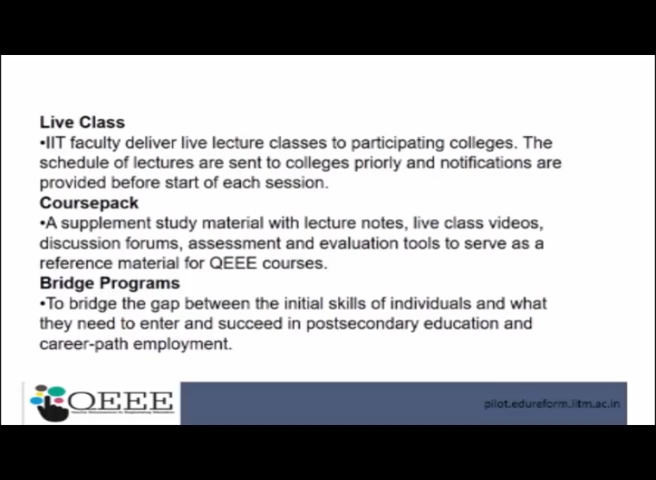 Live Class
•IIT faculty deliver live lecture classes to participating colleges. The
schedule of lectures are sent to colleges priorly and notifications are
provided before start of each session.
Coursepack
•A supplement study material with lecture notes, live class videos,
discussion forums, assessment and evaluation tools to serve as a
reference material for QEEE courses.
Bridge Programs
•To bridge the gap between the initial skills of individuals and what
they need to enter and succeed in postsecondary education and
career-path employment.
QEEE
pilot.edureform.iitm.ac.in